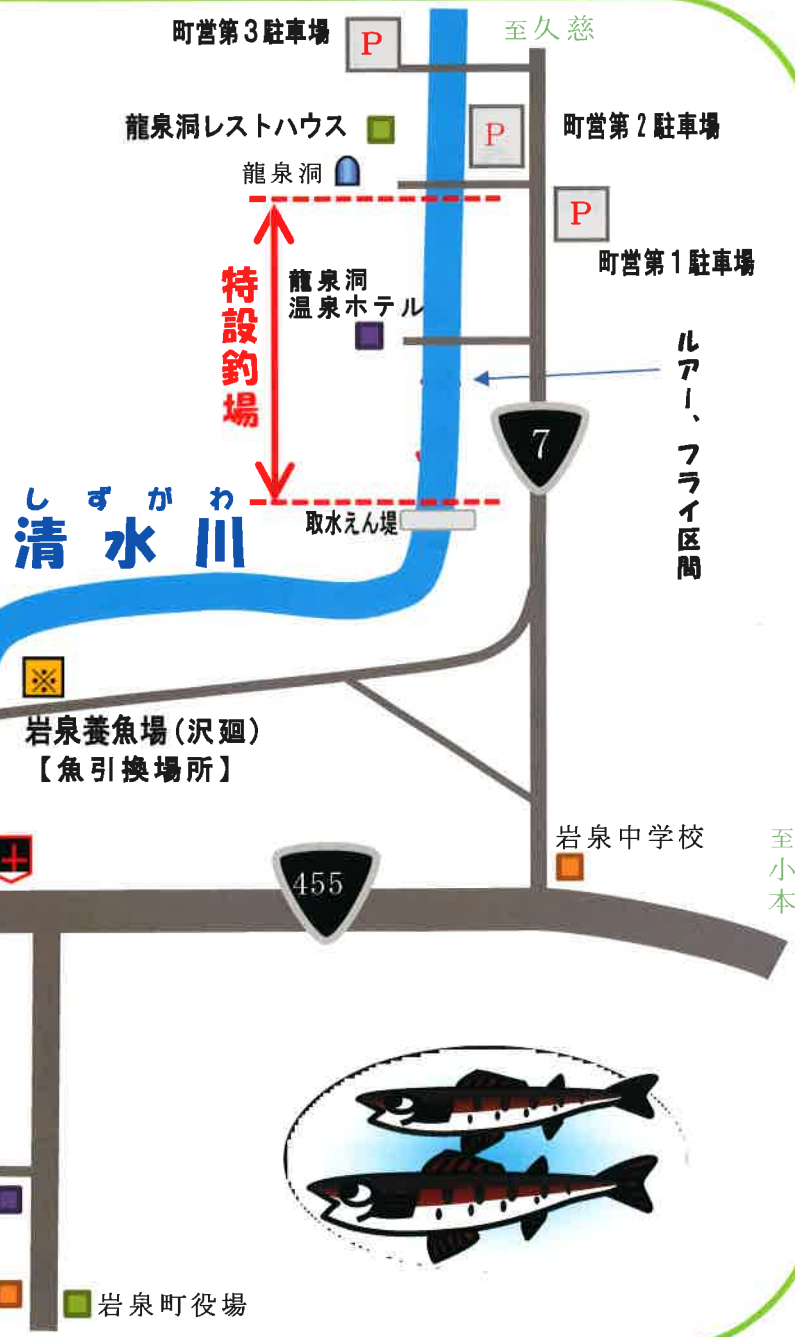 町営第3駐車場
P
至久慈
龍泉洞レストハウス
P
町営第2駐車場
龍泉洞
P
町営第1駐車場
特設釣場
龍泉洞
温泉ホテル
ルアー、フライ区間
7
しずがわ
清水川
取水えん堤
※
岩泉養魚場(沢廻)
【魚引換場所】
455
岩泉中学校
至小本
岩泉町役場